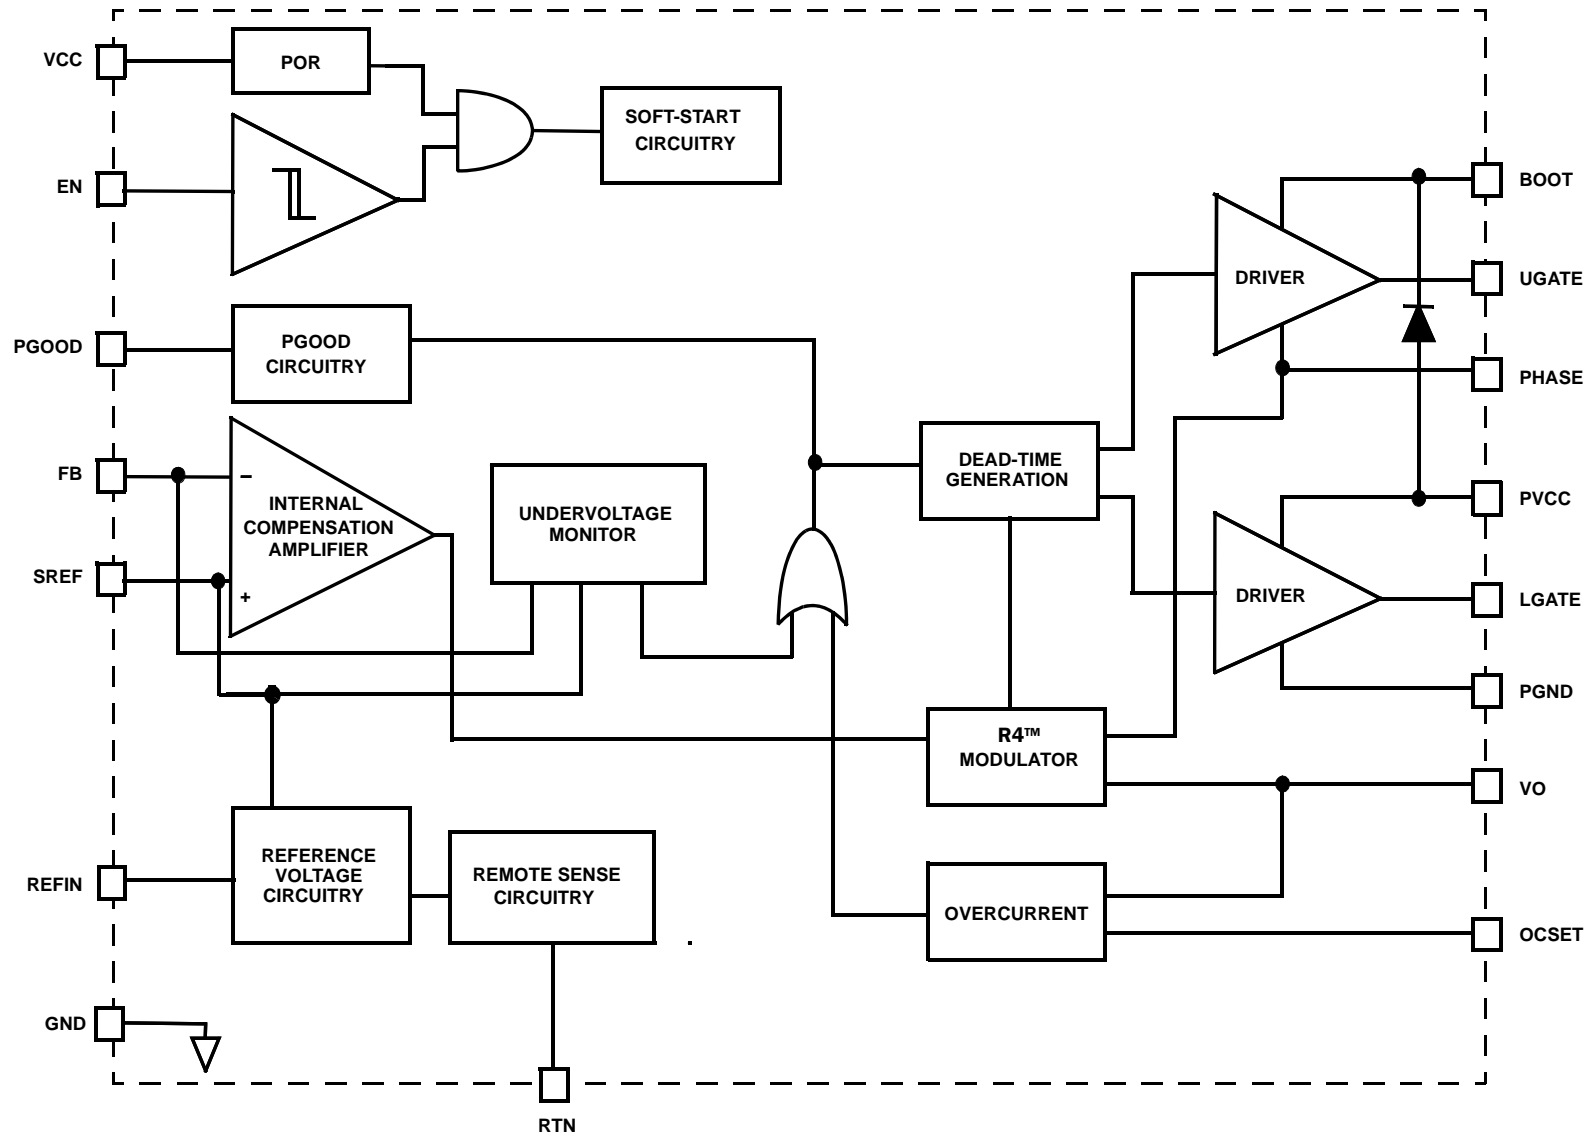 VCC
POR
SOFT-START
CIRCUITRY
EN
BOOT
DRIVER
UGATE
PGOOD
PGOOD
CIRCUITRY
PHASE
FB
−
INTERNAL
COMPENSATION
AMPLIFIER
+
SREF
UNDERVOLTAGE
MONITOR
DEAD-TIME
GENERATION
PVCC
DRIVER
LGATE
PGND
R4™
MODULATOR
VO
REFERENCE
VOLTAGE
CIRCUITRY
REFIN
REMOTE SENSE
CIRCUITRY
OVERCURRENT
OCSET
GND
RTN